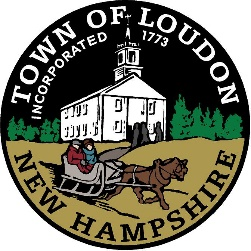 TOWN OF LOUDON
INCORPORATED 1773
NEW HAMPSHIRE